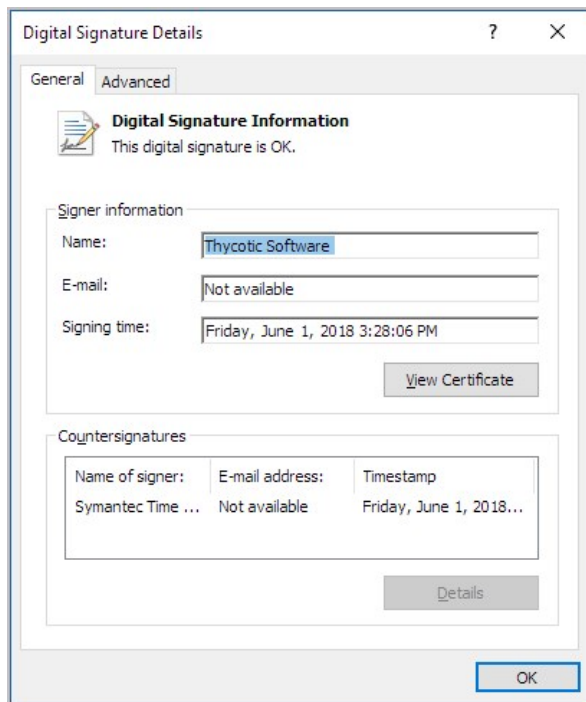 Digital Signature Details
?
General
Advanced
Digital Signature Information
This digital signature is OK.
Signer information
Name:
Thycotic Software
E-mail:
Not available
Signing time:
Friday, June 1, 2018 3:28:06 PM
View Certificate
Countersignatures
Name of signer: E-mail address: Timestamp
Symantec Time ... Not available Friday, June 1, 2018...
Details
OK